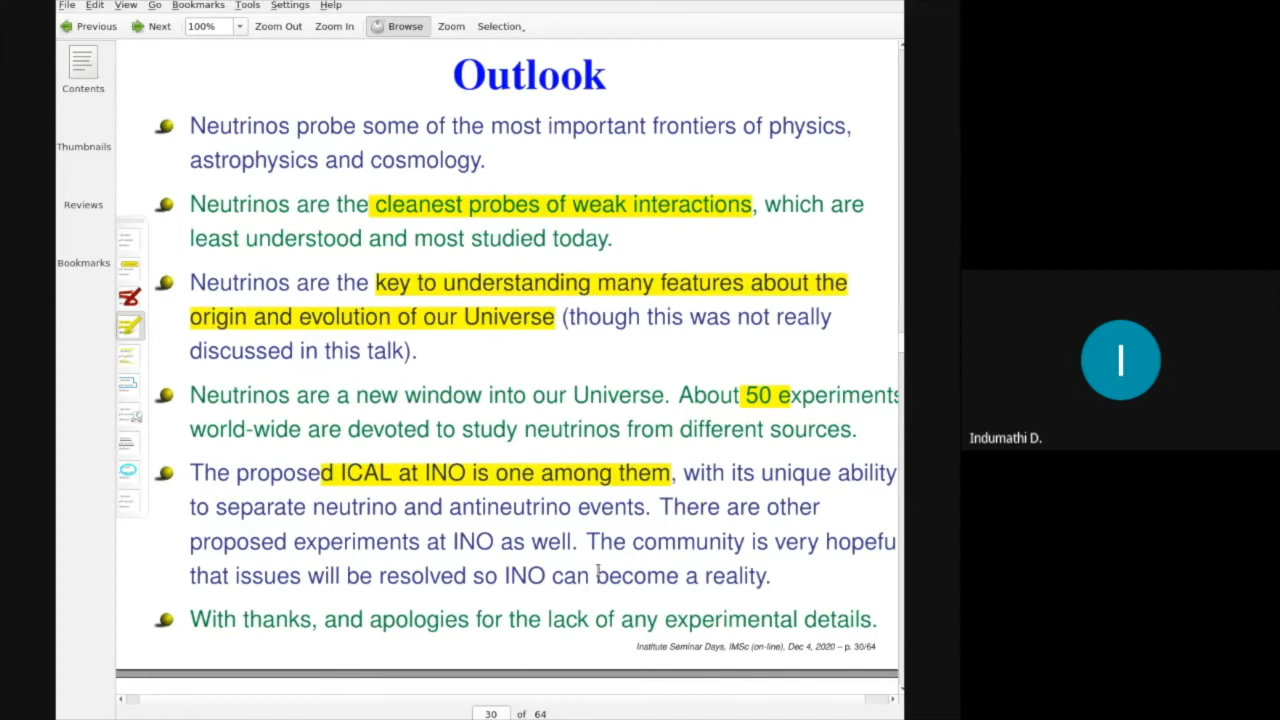 File Edit View Go Bookmarks Tools Settings Help
Previous Next 100% Zoom Out Zoom In Browse Zoom Selection
Contents
Thumbnails
Reviews
Bookmarks
Outlook
Neutrinos probe some of the most important frontiers of physics,
astrophysics and cosmology.
Neutrinos are the cleanest probes of weak interactions, which are
least understood and most studied today.
Neutrinos are the key to understanding many features about the
origin and evolution of our Universe (though this was not really
discussed in this talk).
Neutrinos are a new window into our Universe. About 50 experiments
world-wide are devoted to study neutrinos from different sources.
The proposed ICAL at INO is one among them, with its unique ability
to separate neutrino and antineutrino events. There are other
proposed experiments at INO as well. The community is very hopefu
that issues will be resolved so INO can become a reality.
With thanks, and apologies for the lack of any experimental details.
Institute Seminar Days, IMSc (on-line), Dec 4, 2020 – p. 30/64
30 of 64
I
Indumathi D.